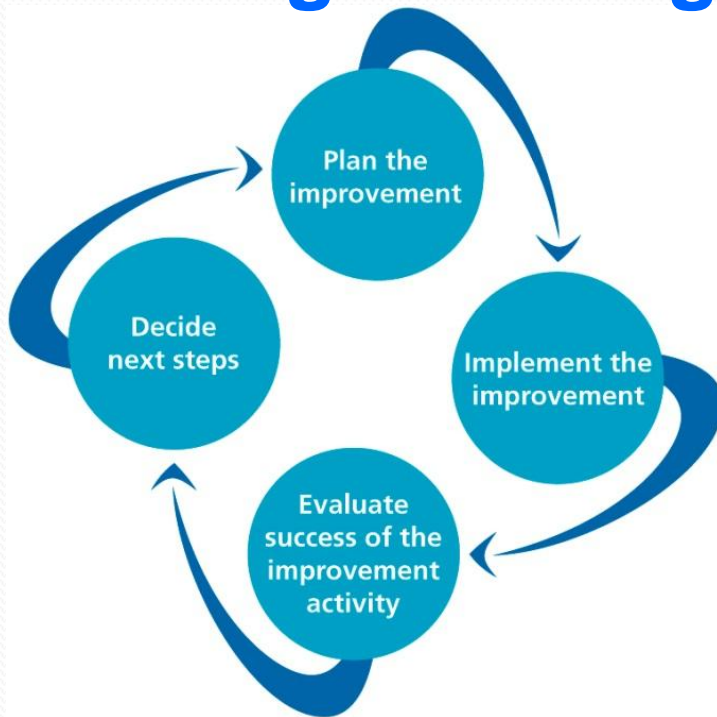 Plan the
improvement
Implement the
improvement
Evaluate
success of the
improvement
activity
Decide
next steps